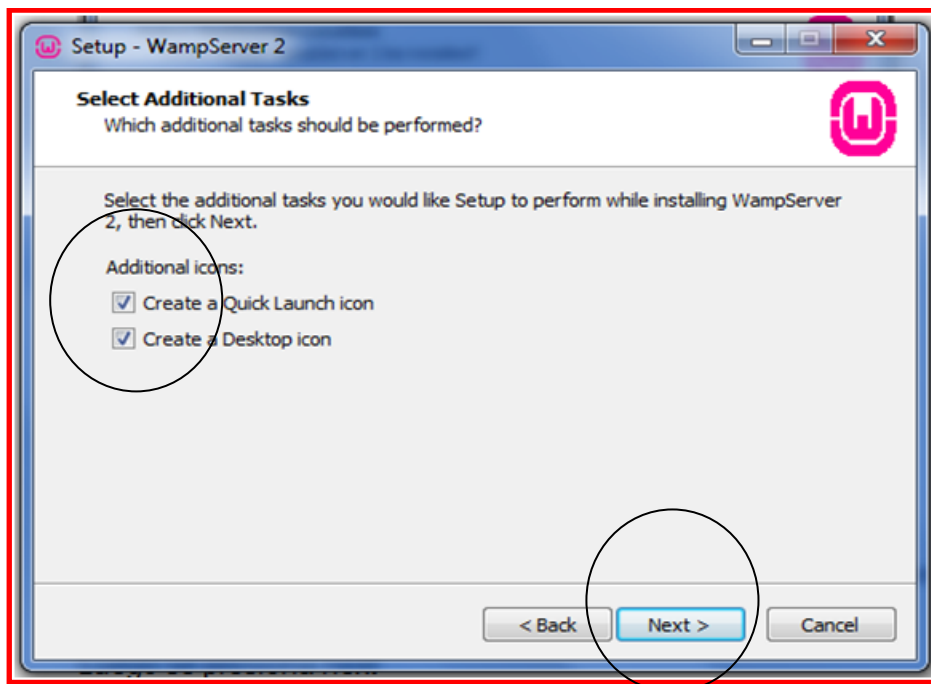 Setup - WampServer 2
Select Additional Tasks
Which additional tasks should be performed?
Select the additional tasks you would like Setup to perform while installing WampServer
2, then click Next.
Additional icons:
Create a Quick Launch icon
Create a Desktop icon
< Back
Next >
Cancel